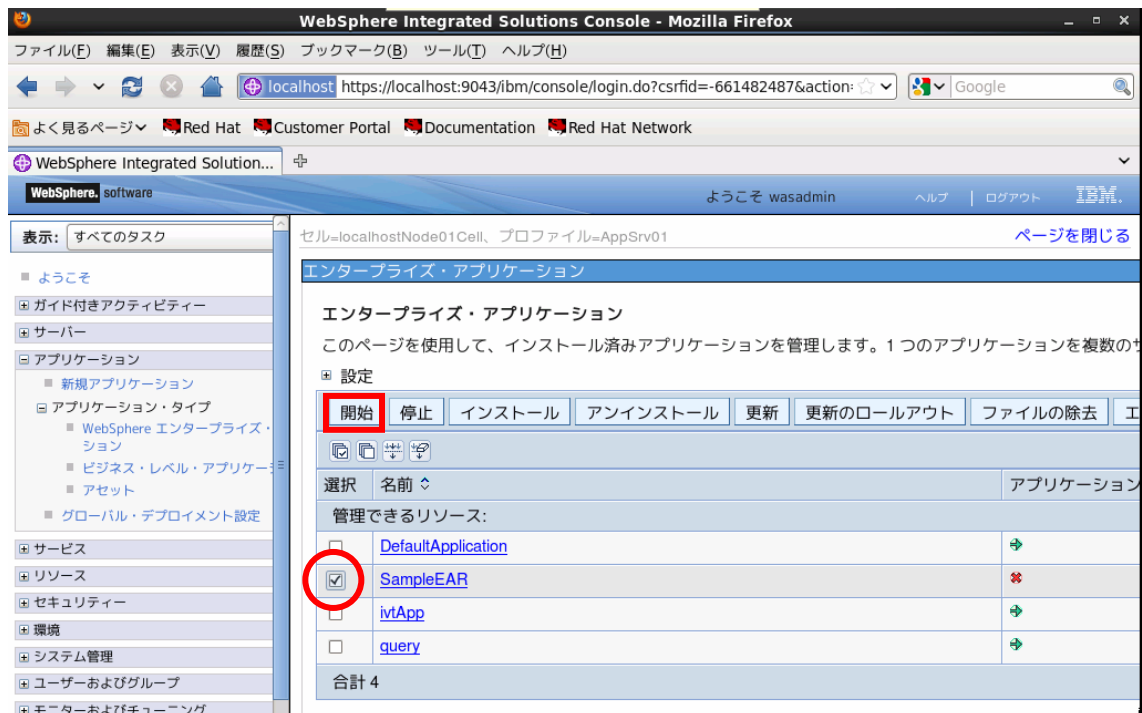 WebSphere Integrated Solutions Console - Mozilla Firefox
ファイル(F) 編集(E) 表示(V) 履歴(S) ブックマーク(B) ツール(T) ヘルプ(H)
localhost https://localhost:9043/ibm/console/login.do?csrfid=-661482487&action:
Google
よく見るページ Red Hat Customer Portal Documentation Red Hat Network
WebSphere Integrated Solution...
WebSphere. software
ようこそ wasadmin ヘルプ | ログアウト IBM.
表示: すべてのタスク
ようこそ
ガイド付きアクティビティー
サーバー
アプリケーション
新規アプリケーション
アプリケーション・タイプ
WebSphere エンタープライズ・
ション
ビジネス・レベル・アプリケー
アセット
グローバル・デプロイメント設定
サービス
リソース
セキュリティー
環境
システム管理
ユーザーおよびグループ
モニターおよびチューニング
セル=localhostNode01Cell、プロファイル=AppSrv01
ページを閉じる
エンタープライズ・アプリケーション
エンタープライズ・アプリケーション
このページを使用して、インストール済みアプリケーションを管理します。1 つのアプリケーションを複数の
設定
開始 停止 インストール アンインストール 更新 更新のロールアウト ファイルの除去 エ
選択 名前 アプリケーション
管理できるリソース:
DefaultApplication
SampleEAR
ivtApp
query
合計 4